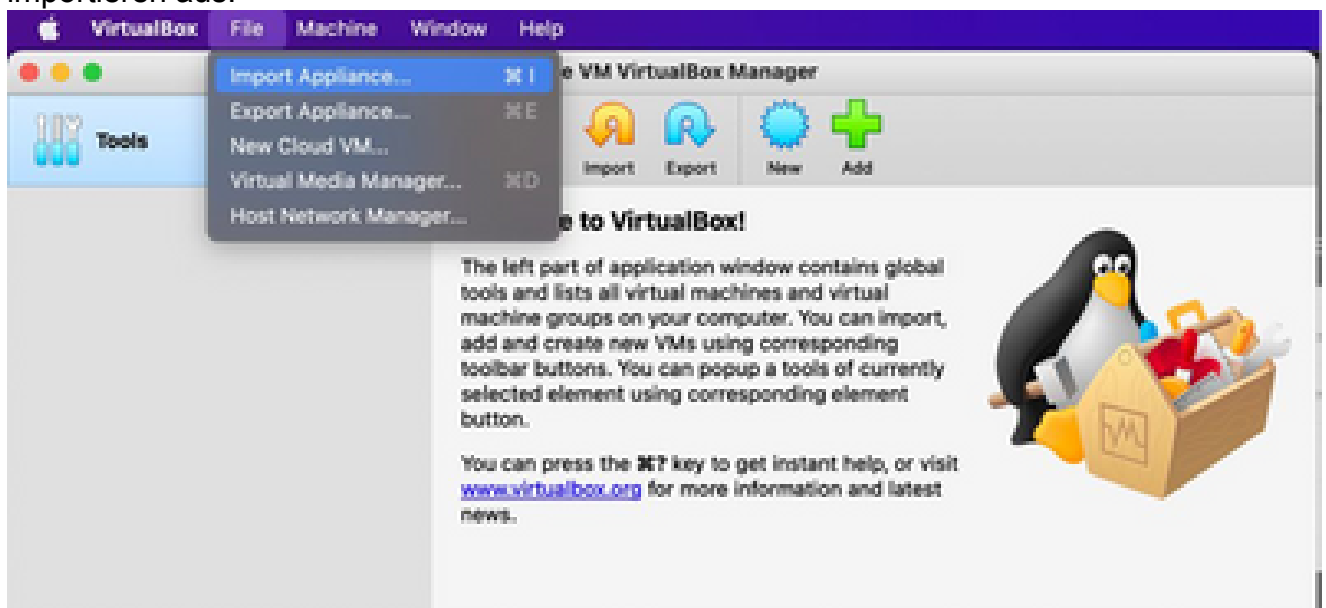 importieren aus.
VirtualBox File Machine Window Help
Import Appliance... ⌘ I
e VM VirtualBox Manager
Export Appliance... ⌘ E
New Cloud VM...
Virtual Media Manager... ⌘ D
Host Network Manager...
Tools
Import Export New Add
e to VirtualBox!
The left part of application window contains global
tools and lists all virtual machines and virtual
machine groups on your computer. You can import,
add and create new VMs using corresponding
toolbar buttons. You can popup a tools of currently
selected element using corresponding element
button.
You can press the ⌘? key to get instant help, or visit
www.virtualbox.org for more information and latest
news.